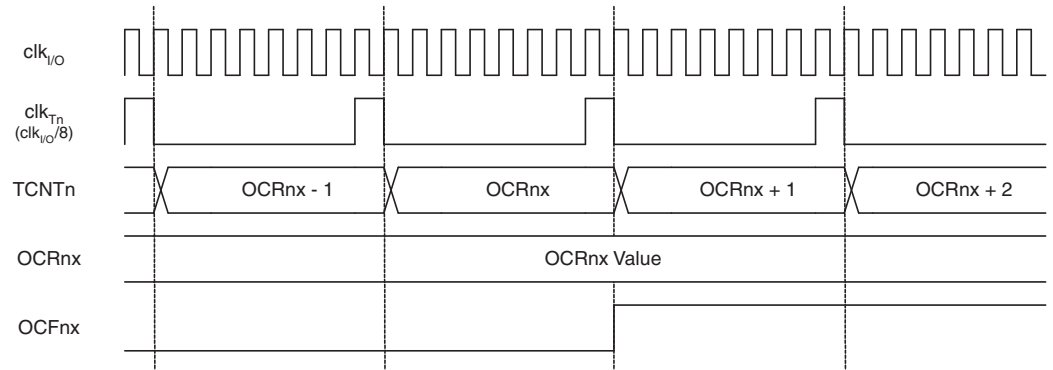 clkI/O
clkTn
(clkI/O/8)
TCNTn
OCRnx - 1
OCRnx
OCRnx + 1
OCRnx + 2
OCRnx
OCRnx Value
OCFnx